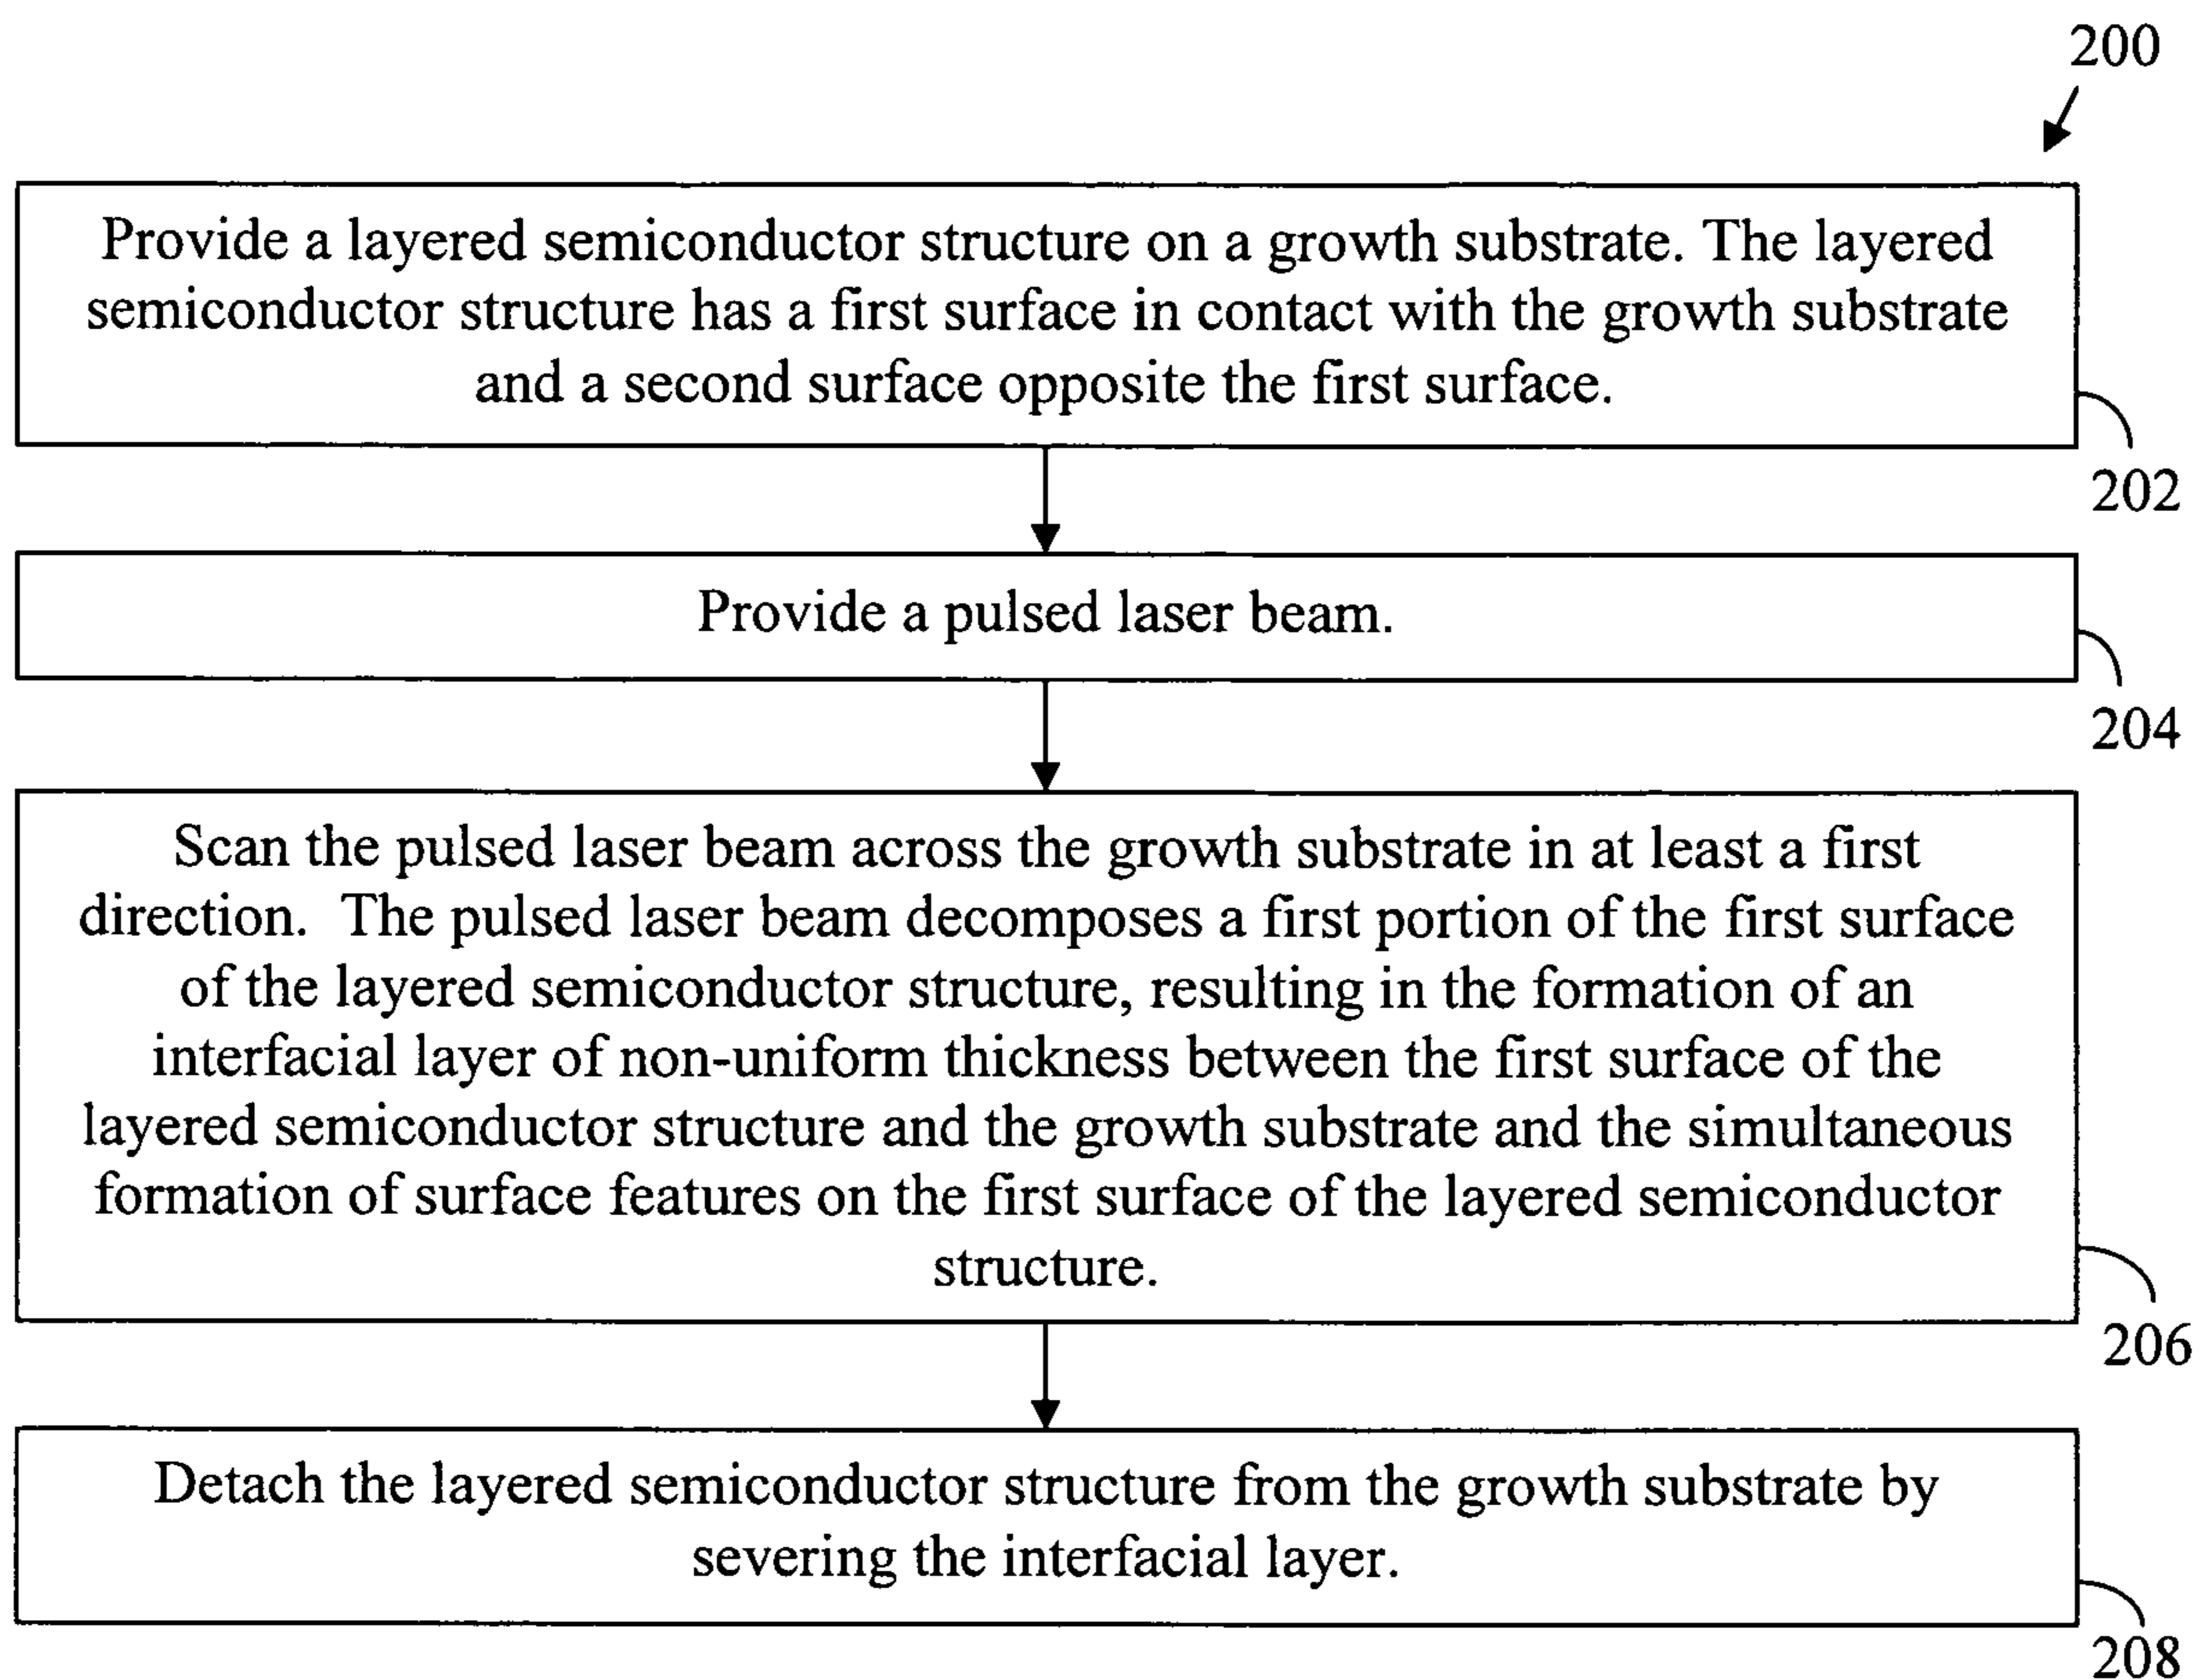 200
Provide a layered semiconductor structure on a growth substrate. The layered
semiconductor structure has a first surface in contact with the growth substrate
and a second surface opposite the first surface.
202
Provide a pulsed laser beam.
204
Scan the pulsed laser beam across the growth substrate in at least a first
direction.  The pulsed laser beam decomposes a first portion of the first surface
of the layered semiconductor structure, resulting in the formation of an
interfacial layer of non-uniform thickness between the first surface of the
layered semiconductor structure and the growth substrate and the simultaneous
formation of surface features on the first surface of the layered semiconductor
structure.
206
Detach the layered semiconductor structure from the growth substrate by
severing the interfacial layer.
208